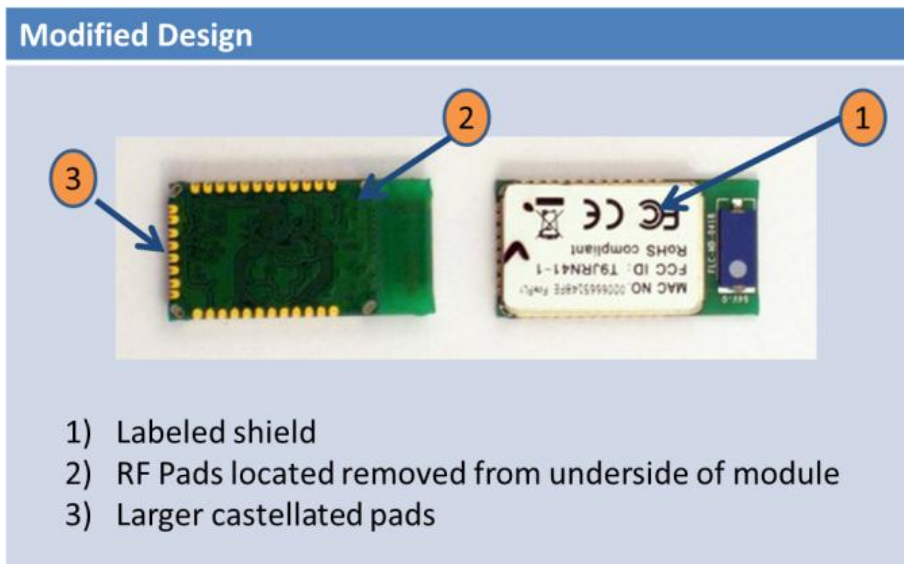 Modified Design
2
1
3
RoHS compliant
FCC ID: T9JRN41-1
MAC NO.
1) Labeled shield
2) RF Pads located removed from underside of module
3) Larger castellated pads